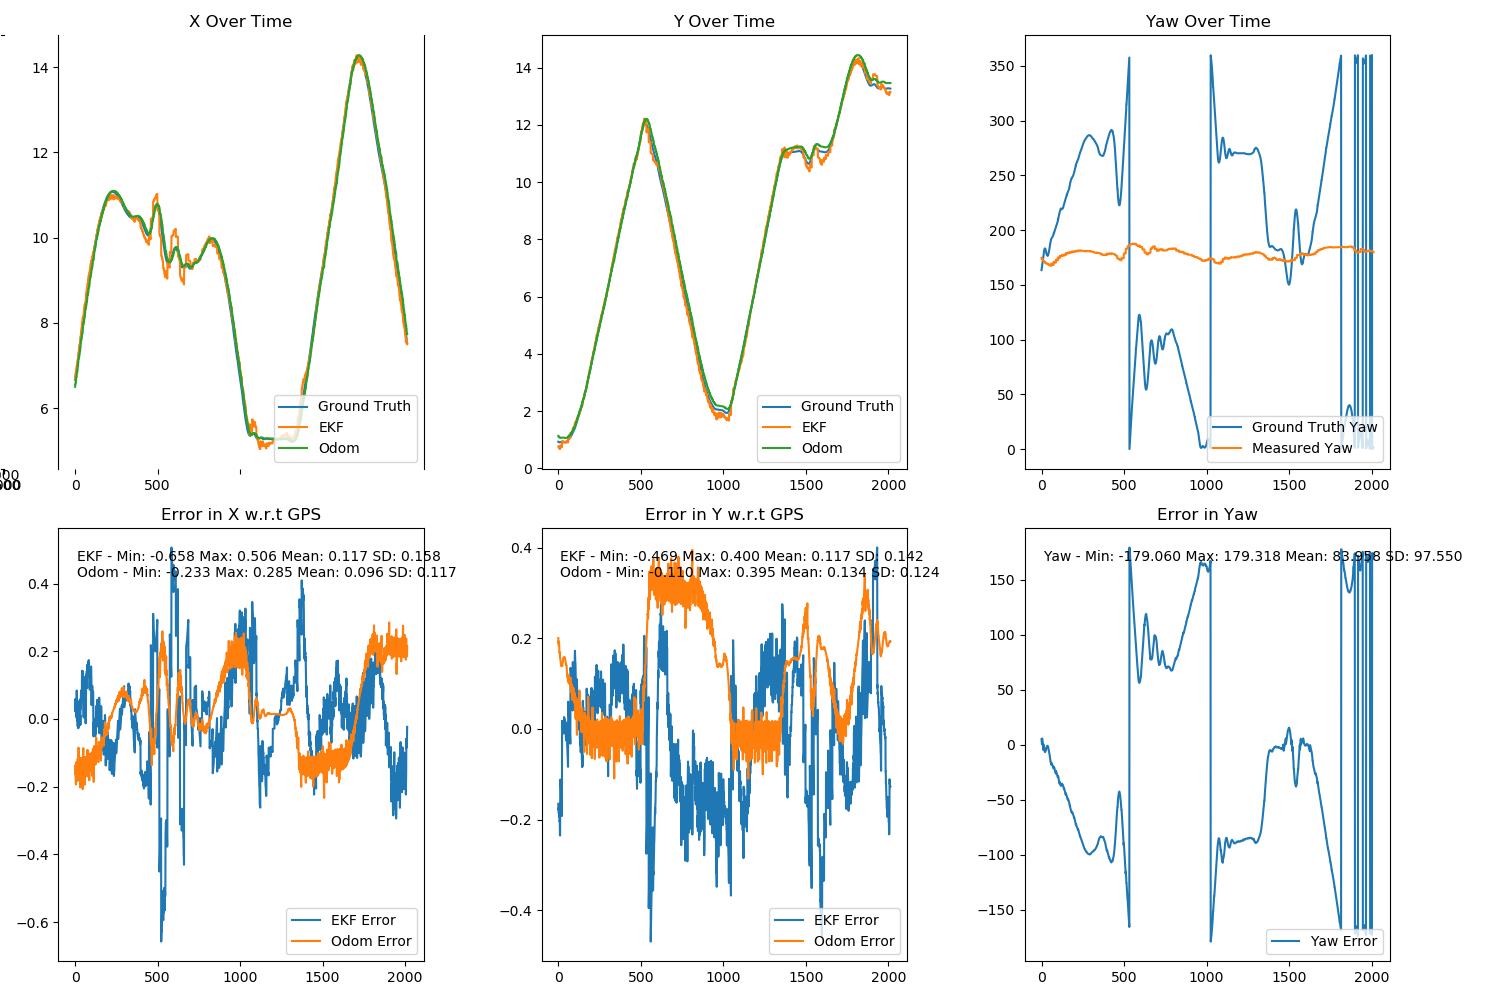 X Over Time
Y Over Time
Yaw Over Time
14
12
10
8
6
0
500
Ground Truth
EKF
Odom
14
12
10
8
6
4
2
0
0
500
1000
1500
2000
Ground Truth
EKF
Odom
350
300
250
200
150
100
50
0
0
500
1000
1500
2000
Ground Truth Yaw
Measured Yaw
Error in X w.r.t GPS
Error in Y w.r.t GPS
Error in Yaw
EKF - Min: -0.658 Max: 0.506 Mean: 0.117 SD: 0.158
Odom - Min: -0.233 Max: 0.285 Mean: 0.096 SD: 0.117
0.4
0.2
0.0
−0.2
−0.4
−0.6
0
500
1000
1500
2000
EKF Error
Odom Error
EKF - Min: -0.469 Max: 0.400 Mean: 0.117 SD: 0.142
Odom - Min: -0.110 Max: 0.395 Mean: 0.134 SD: 0.124
0.4
0.2
0.0
−0.2
−0.4
0
500
1000
1500
2000
EKF Error
Odom Error
Yaw - Min: -179.060 Max: 179.318 Mean: 83.958 SD: 97.550
150
100
50
0
−50
−100
−150
0
500
1000
1500
2000
Yaw Error